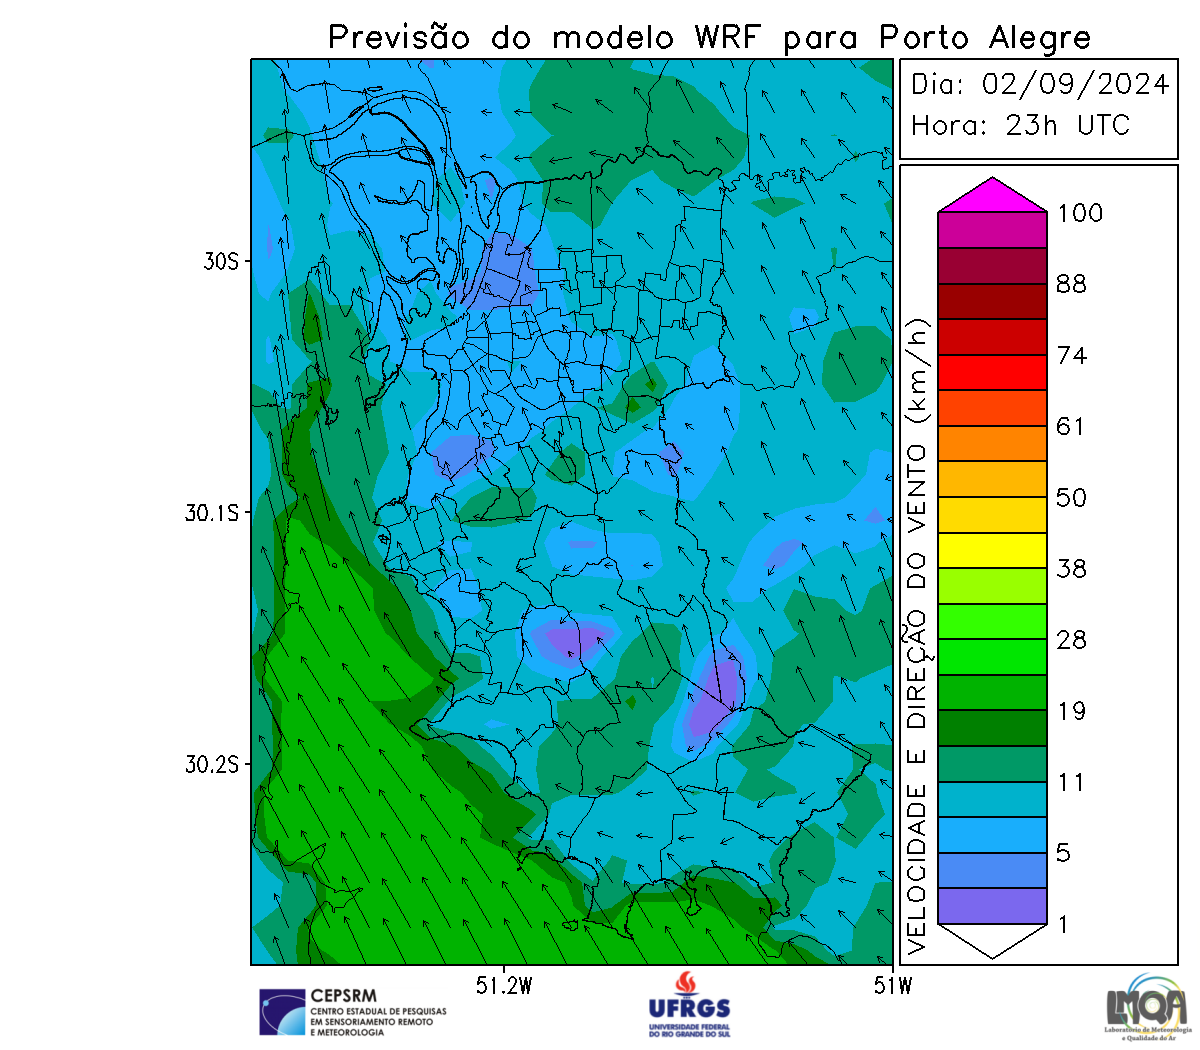 Previsão do modelo WRF para Porto Alegre
Dia: 02/09/2024
Hora: 23h UTC
30S
30.1S
30.2S
51.2W
51W
VELOCIDADE E DIREÇÃO DO VENTO (km/h)
100
88
74
61
50
38
28
19
11
5
1
CEPSRM
CENTRO ESTADUAL DE PESQUISAS
EM SENSORIAMENTO REMOTO
E METEOROLOGIA
UFRGS
UNIVERSIDADE FEDERAL
DO RIO GRANDE DO SUL
LMQA
Laboratório de Meteorologia
e Qualidade do Ar